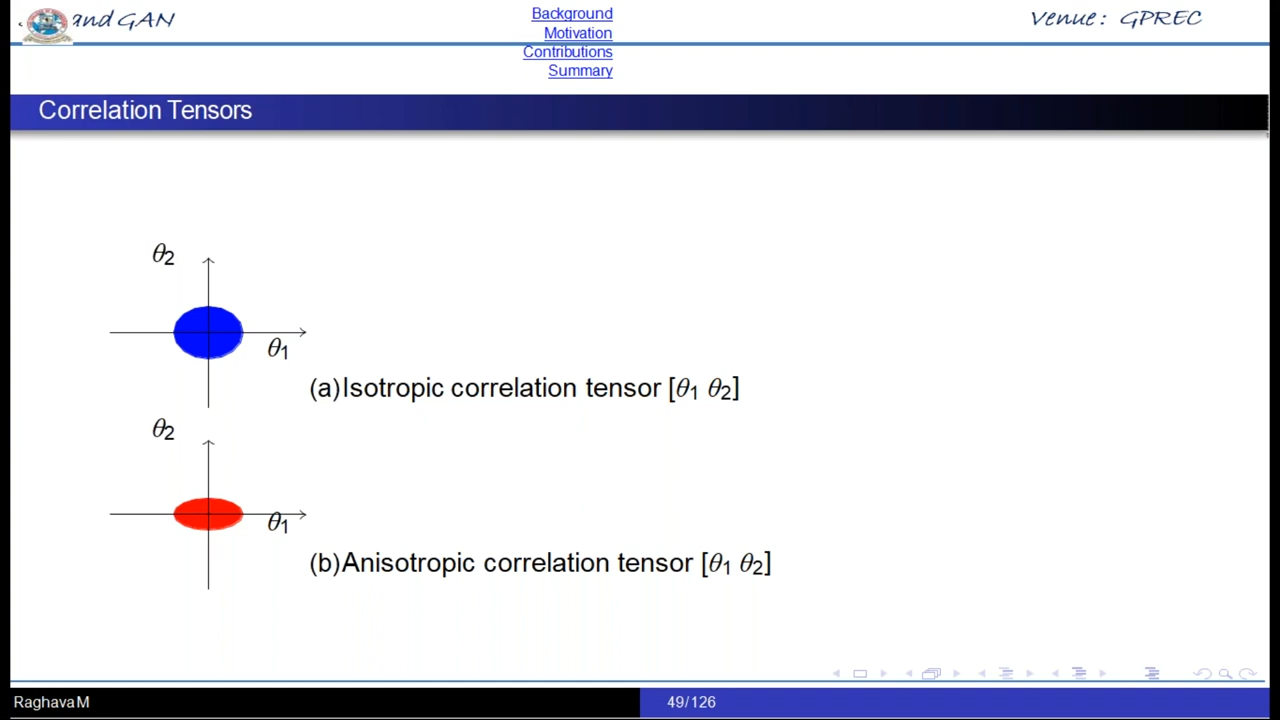 and GAN
Background
Motivation
Contributions
Summary
Venue: GPREC
Correlation Tensors
θ2
θ1
(a)Isotropic correlation tensor [θ1 θ2]
θ2
θ1
(b)Anisotropic correlation tensor [θ1 θ2]
Raghava M
49/126